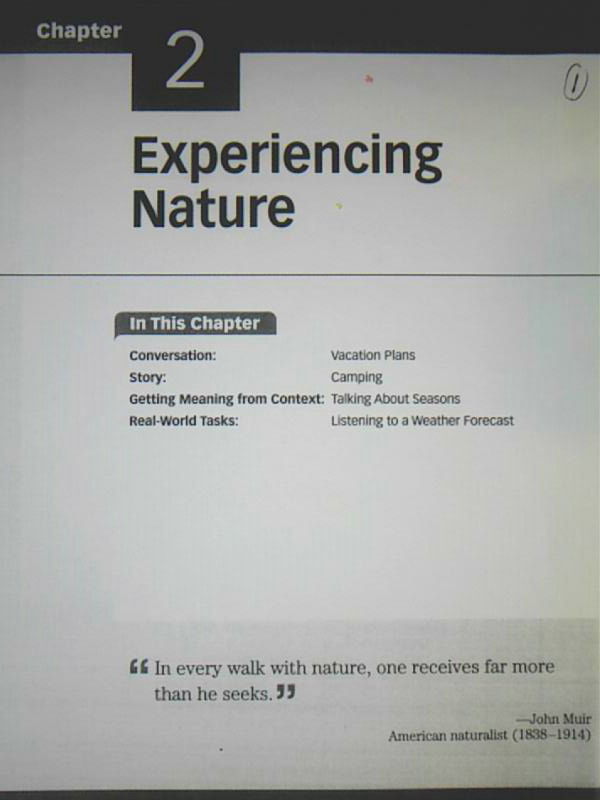 Chapter 2
1
Experiencing
Nature
In This Chapter
Conversation: Vacation Plans
Story: Camping
Getting Meaning from Context: Talking About Seasons
Real-World Tasks: Listening to a Weather Forecast
“ In every walk with nature, one receives far more
than he seeks. ”
—John Muir
American naturalist (1838–1914)